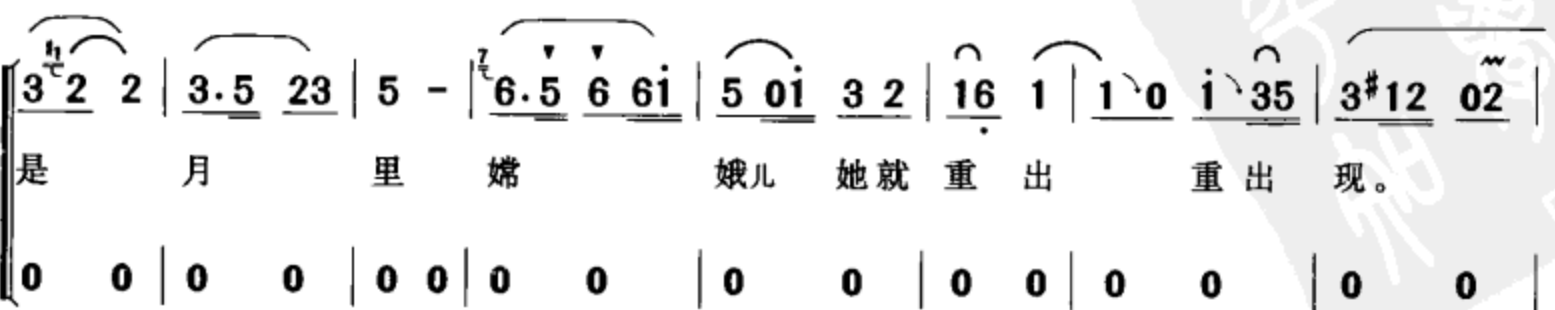 3 2 2 | 3.5 23 | 5 - | 6.5 6 6i | 5 0i 3 2 | 16 1 | 1 0 i 35 | 3#12 02 |
是 月 里 嫦 娥儿 她就 重 出 重 出 现。
0 0 | 0 0 | 0 0 | 0 0 | 0 0 | 0 0 | 0 0 | 0 0 |